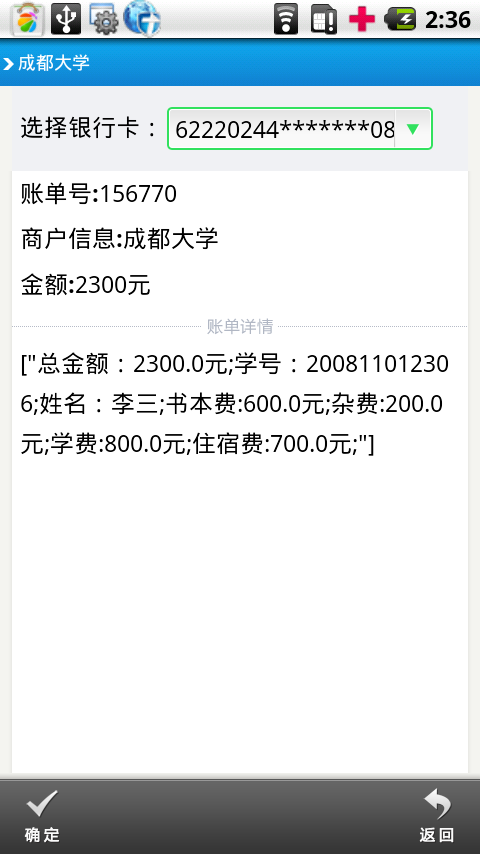 2:36
成都大学
选择银行卡：
62220244*******08
账单号:156770
商户信息:成都大学
金额:2300元
账单详情
["总金额：2300.0元;学号：20081101230
6;姓名：李三;书本费:600.0元;杂费:200.0
元;学费:800.0元;住宿费:700.0元;"]
确定
返回